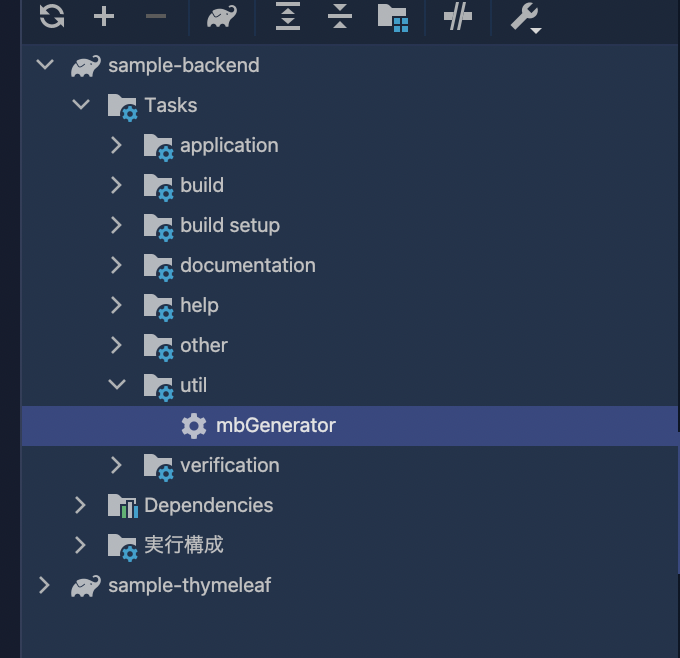 sample-backend
Tasks
application
build
build setup
documentation
help
other
util
mbGenerator
verification
Dependencies
実行構成
sample-thymeleaf